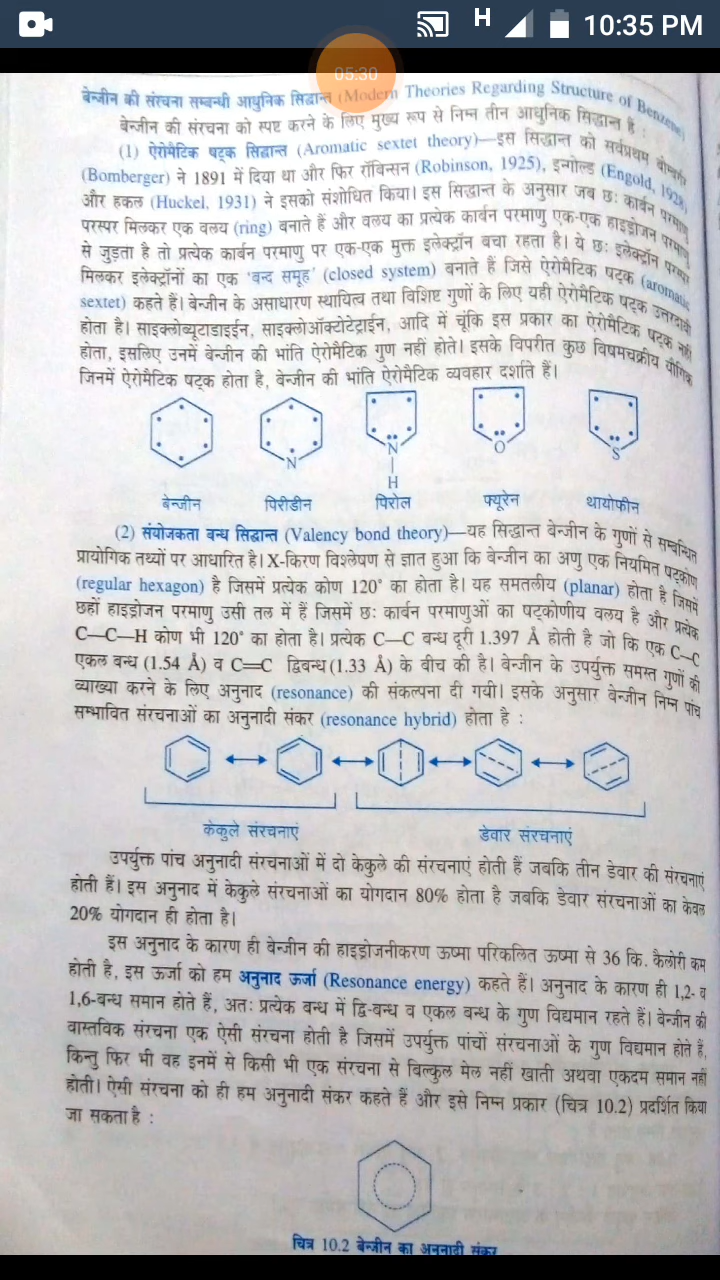 H 10:35 PM
05:30
बेन्जीन की संरचना सम्बन्धी आधुनिक सिद्धान्त (Modern Theories Regarding Structure of Benzene)
बेन्जीन की संरचना को स्पष्ट करने के लिए मुख्य रूप से निम्न तीन आधुनिक सिद्धान्त है :
(1) ऐरोमैटिक षट्क सिद्धान्त (Aromatic sextet theory)—इस सिद्धान्त को सर्वप्रथम
(Bomberger) ने 1891 में दिया था और फिर रॉबिन्सन (Robinson, 1925), इन्गोल्ड (Engold, 1928,
और हकल (Huckel, 1931) ने इसको संशोधित किया। इस सिद्धान्त के अनुसार जब छः कार्बन परमाणु
परस्पर मिलकर एक वलय (ring) बनाते हैं और वलय का प्रत्येक कार्बन परमाणु एक-एक हाइड्रोजन परमाणु
से जुड़ता है तो प्रत्येक कार्बन परमाणु पर एक-एक मुक्त इलेक्ट्रॉन बचा रहता है। ये छः इलेक्ट्रॉन परस्पर
मिलकर इलेक्ट्रॉनों का एक 'बन्द समूह' (closed system) बनाते हैं जिसे ऐरोमैटिक षट्क (aromatic
sextet) कहते हैं। बेन्जीन के असाधारण स्थायित्व तथा विशिष्ट गुणों के लिए यही ऐरोमैटिक षट्क उत्तरदायी
होता है। साइक्लोब्यूटाडाइईन, साइक्लोऑक्टोटेट्राईन, आदि में चूंकि इस प्रकार का ऐरोमैटिक षट्क नहीं
होता, इसलिए उनमें बेन्जीन की भांति ऐरोमैटिक गुण नहीं होते। इसके विपरीत कुछ विषमचक्रीय यौगिक
जिनमें ऐरोमैटिक षट्क होता है, बेन्जीन की भांति ऐरोमैटिक व्यवहार दर्शाते हैं।
N N O S
H
बेन्जीन पिरीडीन पिरोल फ्यूरेन थायोफीन
(2) संयोजकता बन्ध सिद्धान्त (Valency bond theory)—यह सिद्धान्त बेन्जीन के गुणों से सम्बन्धित
प्रायोगिक तथ्यों पर आधारित है। X-किरण विश्लेषण से ज्ञात हुआ कि बेन्जीन का अणु एक नियमित षट्कोण
(regular hexagon) है जिसमें प्रत्येक कोण 120° का होता है। यह समतलीय (planar) होता है जिसमें
छहों हाइड्रोजन परमाणु उसी तल में हैं जिसमें छः कार्बन परमाणुओं का षट्कोणीय वलय है और प्रत्येक
C—C—H कोण भी 120° का होता है। प्रत्येक C—C बन्ध दूरी 1.397 Å होती है जो कि एक C—C
एकल बन्ध (1.54 Å) व C=C द्विबन्ध (1.33 Å) के बीच की है। बेन्जीन के उपर्युक्त समस्त गुणों की
व्याख्या करने के लिए अनुनाद (resonance) की संकल्पना दी गयी। इसके अनुसार बेन्जीन निम्न पांच
सम्भावित संरचनाओं का अनुनादी संकर (resonance hybrid) होता है :
केकुले संरचनाएं डेवार संरचनाएं
उपर्युक्त पांच अनुनादी संरचनाओं में दो केकुले की संरचनाएं होती हैं जबकि तीन डेवार की संरचनाएं
होती हैं। इस अनुनाद में केकुले संरचनाओं का योगदान 80% होता है जबकि डेवार संरचनाओं का केवल
20% योगदान ही होता है।
इस अनुनाद के कारण ही बेन्जीन की हाइड्रोजनीकरण ऊष्मा परिकलित ऊष्मा से 36 कि. कैलोरी कम
होती है, इस ऊर्जा को हम अनुनाद ऊर्जा (Resonance energy) कहते हैं। अनुनाद के कारण ही 1,2- व
1,6-बन्ध समान होते हैं, अतः प्रत्येक बन्ध में द्वि-बन्ध व एकल बन्ध के गुण विद्यमान रहते हैं। बेन्जीन की
वास्तविक संरचना एक ऐसी संरचना होती है जिसमें उपर्युक्त पांचों संरचनाओं के गुण विद्यमान होते हैं,
किन्तु फिर भी वह इनमें से किसी भी एक संरचना से बिल्कुल मेल नहीं खाती अथवा एकदम समान नहीं
होती। ऐसी संरचना को ही हम अनुनादी संकर कहते हैं और इसे निम्न प्रकार (चित्र 10.2) प्रदर्शित किया
जा सकता है :
चित्र 10.2 बेन्जीन का अनुनादी संकर